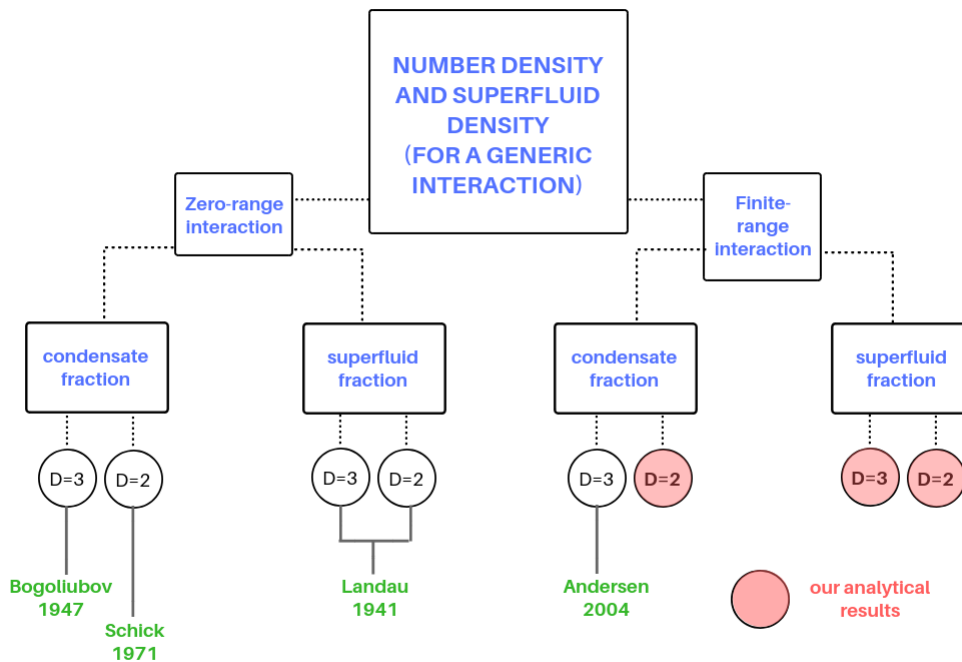 NUMBER DENSITY
AND SUPERFLUID
DENSITY
(FOR A GENERIC
INTERACTION)
Zero-range
interaction
Finite-
range
interaction
condensate
fraction
superfluid
fraction
condensate
fraction
superfluid
fraction
D=3
D=2
D=3
D=2
D=3
D=2
D=3
D=2
Bogoliubov
1947
Schick
1971
Landau
1941
Andersen
2004
our analytical
results